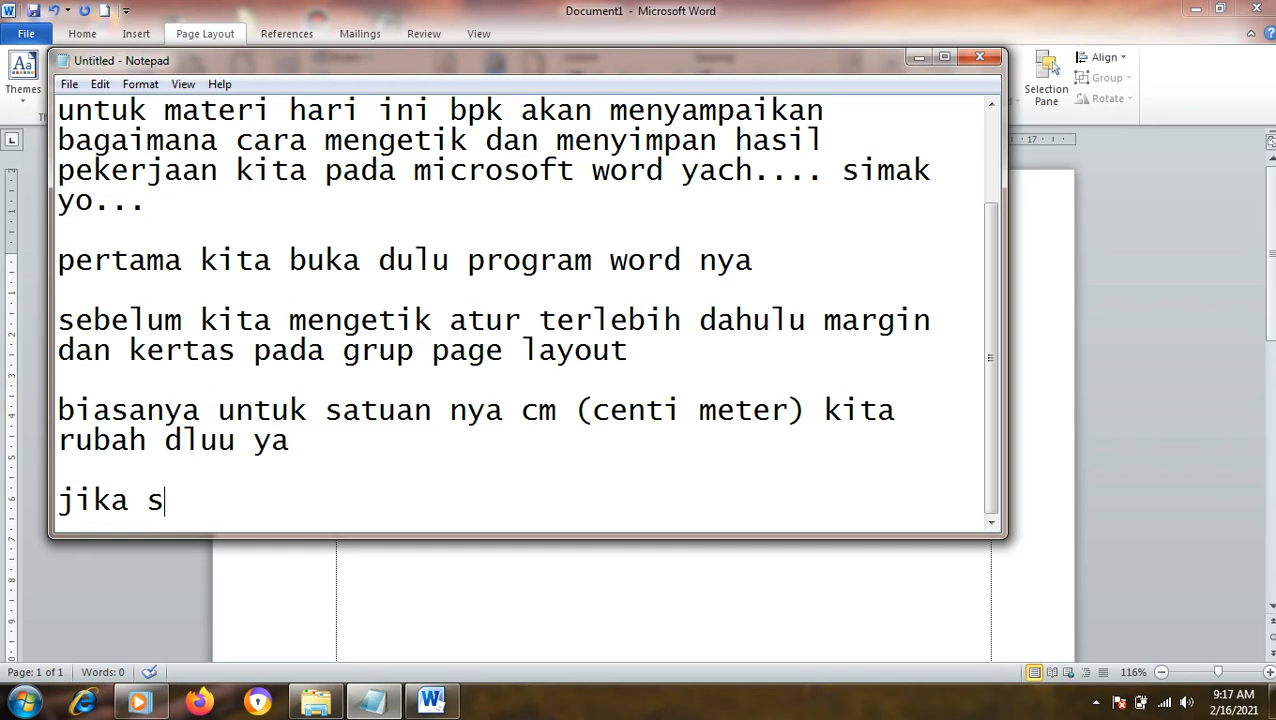 Document1 - Microsoft Word
File Home Insert Page Layout References Mailings Review View
Untitled - Notepad
File Edit Format View Help
Aa
Themes
Selection
Pane
Align
Group
Rotate
17
untuk materi hari ini bpk akan menyampaikan
bagaimana cara mengetik dan menyimpan hasil
pekerjaan kita pada microsoft word yach.... simak
yo...
pertama kita buka dulu program word nya
sebelum kita mengetik atur terlebih dahulu margin
dan kertas pada grup page layout
biasanya untuk satuan nya cm (centi meter) kita
rubah dluu ya
jika s
Page: 1 of 1 Words: 0 116%
9:17 AM
2/16/2021